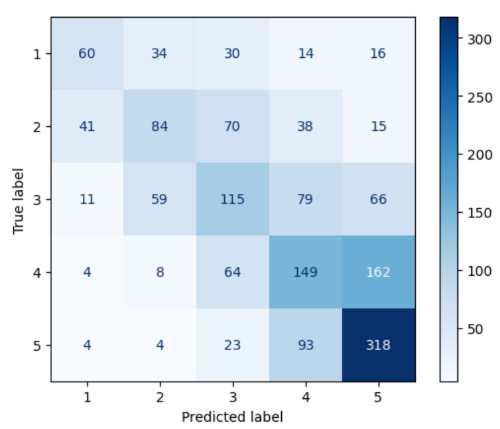 1 60 34 30 14 16
2 41 84 70 38 15
3 11 59 115 79 66
4 4 8 64 149 162
5 4 4 23 93 318
1 2 3 4 5
Predicted label
True label
300
250
200
150
100
50